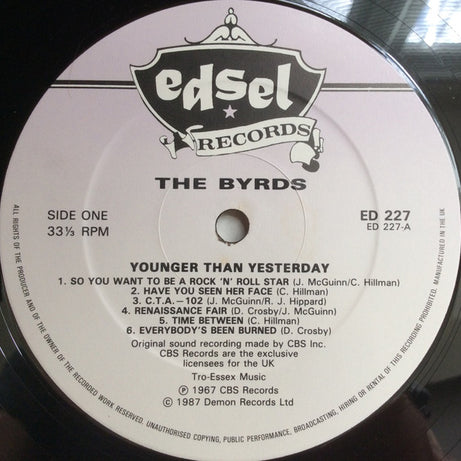 edsel
RECORDS
THE BYRDS
SIDE ONE
33⅓ RPM
ED 227
ED 227-A
YOUNGER THAN YESTERDAY
1. SO YOU WANT TO BE A ROCK 'N' ROLL STAR (J. McGuinn/C. Hillman)
2. HAVE YOU SEEN HER FACE (C. Hillman)
3. C.T.A.—102 (J. McGuinn/R. J. Hippard)
4. RENAISSANCE FAIR (D. Crosby/J. McGuinn)
5. TIME BETWEEN (C. Hillman)
6. EVERYBODY'S BEEN BURNED (D. Crosby)
Original sound recording made by CBS Inc.
CBS Records are the exclusive
licensees for the UK
Tro-Essex Music
℗ 1967 CBS Records
© 1987 Demon Records Ltd
ALL RIGHTS OF THE PRODUCER AND OF THE OWNER OF THE RECORDED WORK RESERVED. UNAUTHORISED COPYING, PUBLIC PERFORMANCE, BROADCASTING, HIRING OR RENTAL OF THIS RECORDING PROHIBITED. MANUFACTURED IN THE UK